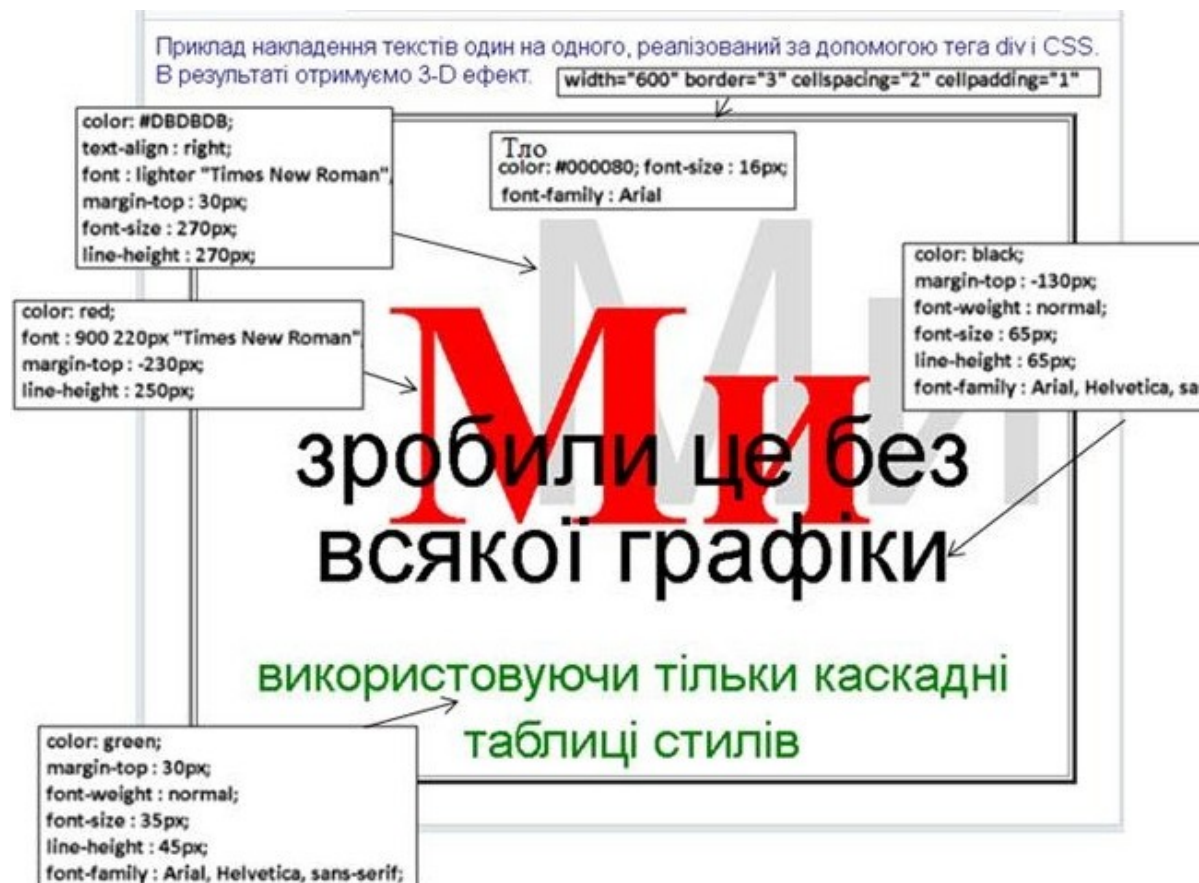 Приклад накладення текстів один на одного, реалізований за допомогою тега div і CSS.
В результаті отримуємо 3-D ефект.
width="600" border="3" cellspacing="2" cellpadding="1"
color: #DBDBDB;
text-align : right;
font : lighter "Times New Roman",
margin-top : 30px;
font-size : 270px;
line-height : 270px;
Тло
color: #000080; font-size : 16px;
font-family : Arial
Ми
color: black;
margin-top : -130px;
font-weight : normal;
font-size : 65px;
line-height : 65px;
font-family : Arial, Helvetica, sa
color: red;
font : 900 220px "Times New Roman"
margin-top : -230px;
line-height : 250px;
Ми
зробили це без
всякої графіки
використовуючи тільки каскадні
таблиці стилів
color: green;
margin-top : 30px;
font-weight : normal;
font-size : 35px;
line-height : 45px;
font-family : Arial, Helvetica, sans-serif;